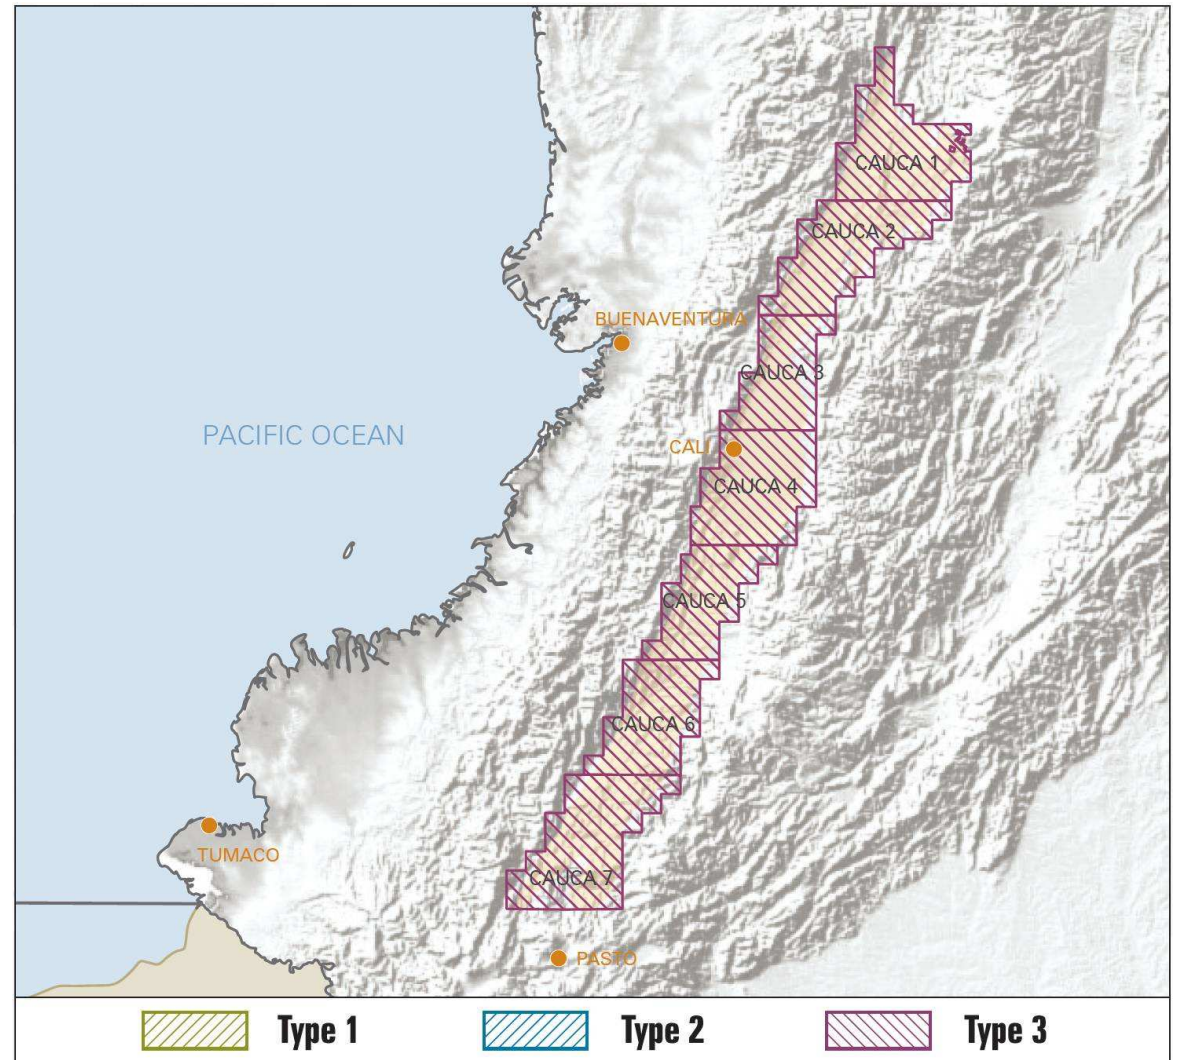 CAUCA 1
CAUCA 2
BUENAVENTURA
CAUCA 3
PACIFIC OCEAN
CALI
CAUCA 4
CAUCA 5
CAUCA 6
TUMACO
CAUCA 7
PASTO
Type 1
Type 2
Type 3